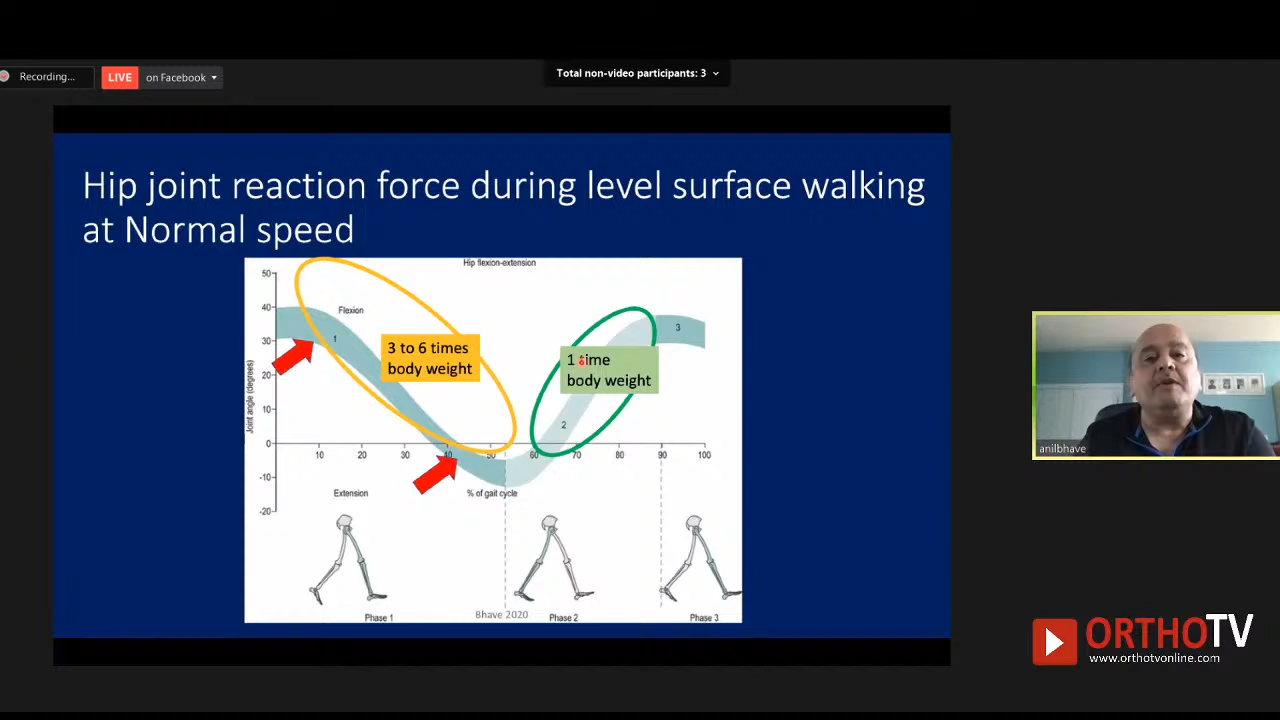 Recording...
LIVE
on Facebook
Total non-video participants: 3
Hip joint reaction force during level surface walking
at Normal speed
Hip flexion-extension
50
40
30
20
10
0
-10
-20
Joint angle (degrees)
Flexion
1
3 to 6 times
body weight
1 time
body weight
2
3
10
20
30
40
50
60
70
80
90
100
Extension
% of gait cycle
Phase 1
Bhave 2020
Phase 2
Phase 3
anilbhave
ORTHOTV
www.orthotvonline.com